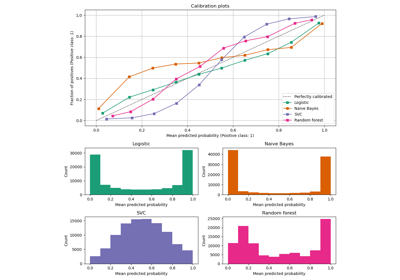 Calibration plots
Fraction of positives (Positive class: 1)
1.0
0.8
0.6
0.4
0.2
0.0
Perfectly calibrated
Logistic
Naive Bayes
SVC
Random forest
0.0 0.2 0.4 0.6 0.8 1.0
Mean predicted probability (Positive class: 1)
Logistic
Count
30000
20000
10000
0
0.0 0.2 0.4 0.6 0.8 1.0
Mean predicted probability
Naive Bayes
Count
40000
20000
0
0.0 0.2 0.4 0.6 0.8 1.0
Mean predicted probability
SVC
Count
15000
10000
5000
0
0.0 0.2 0.4 0.6 0.8 1.0
Mean predicted probability
Random forest
Count
25000
20000
15000
10000
5000
0
0.0 0.2 0.4 0.6 0.8 1.0
Mean predicted probability